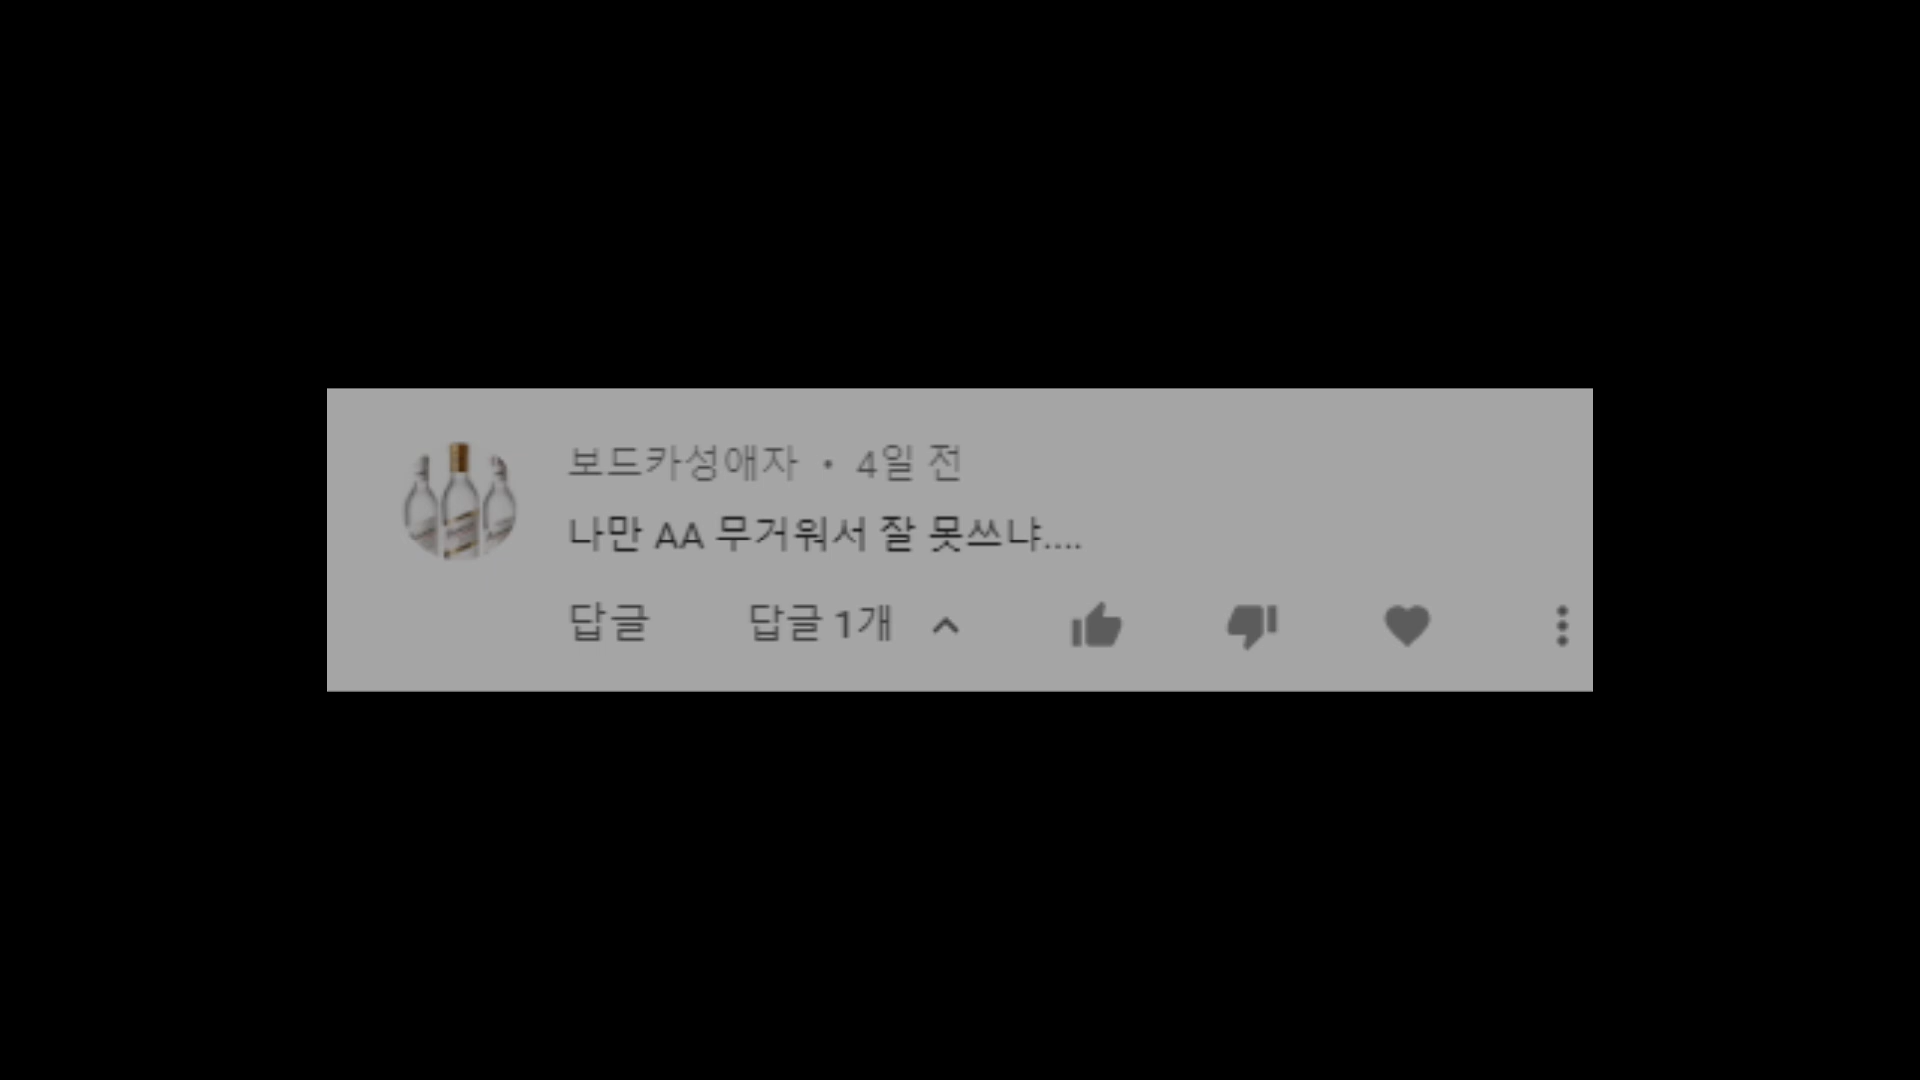 보드카성애자 • 4일 전
나만 AA 무거워서 잘 못쓰냐....
답글 답글 1개